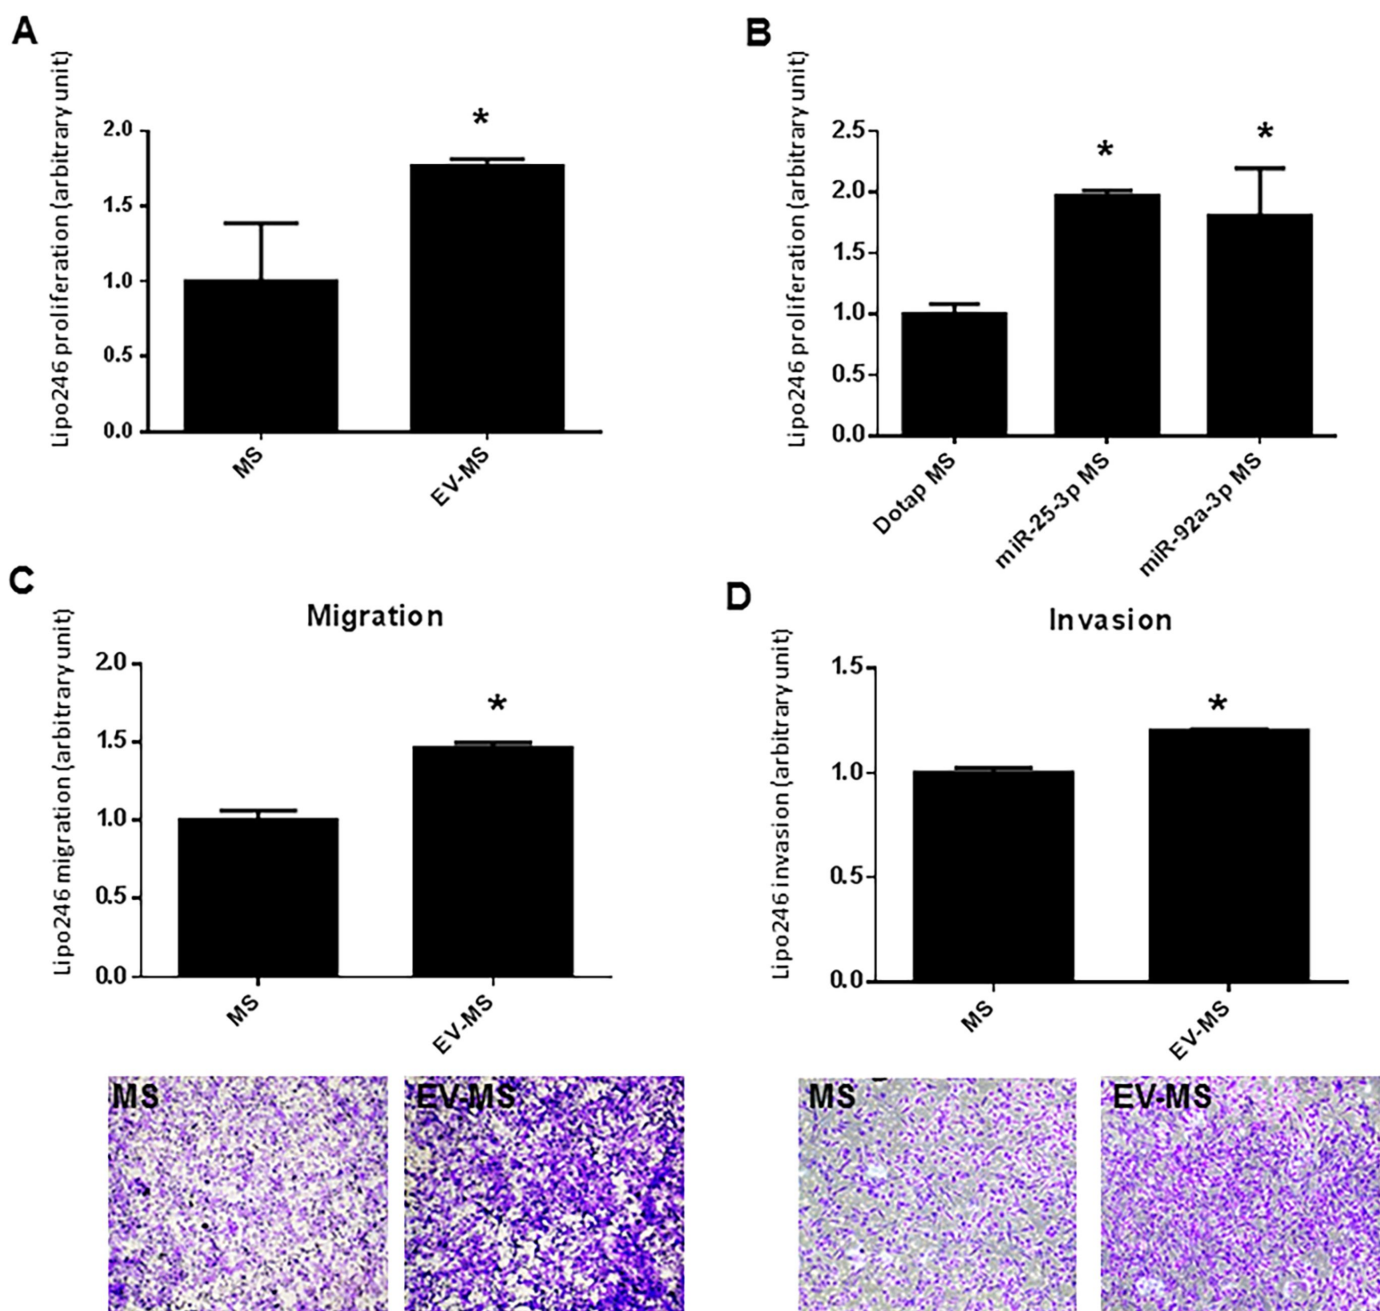 A
Lipo246 proliferation (arbitrary unit)
2.0
1.5
1.0
0.5
0.0
*
MS
EV-MS
B
Lipo246 proliferation (arbitrary unit)
2.5
2.0
1.5
1.0
0.5
0.0
*
*
Dotap MS
miR-25-3p MS
miR-92a-3p MS
C
Migration
Lipo246 migration (arbitrary unit)
2.0
1.5
1.0
0.5
0.0
*
MS
EV-MS
MS
EV-MS
D
Invasion
Lipo246 invasion (arbitrary unit)
1.5
1.0
0.5
0.0
*
MS
EV-MS
MS
EV-MS